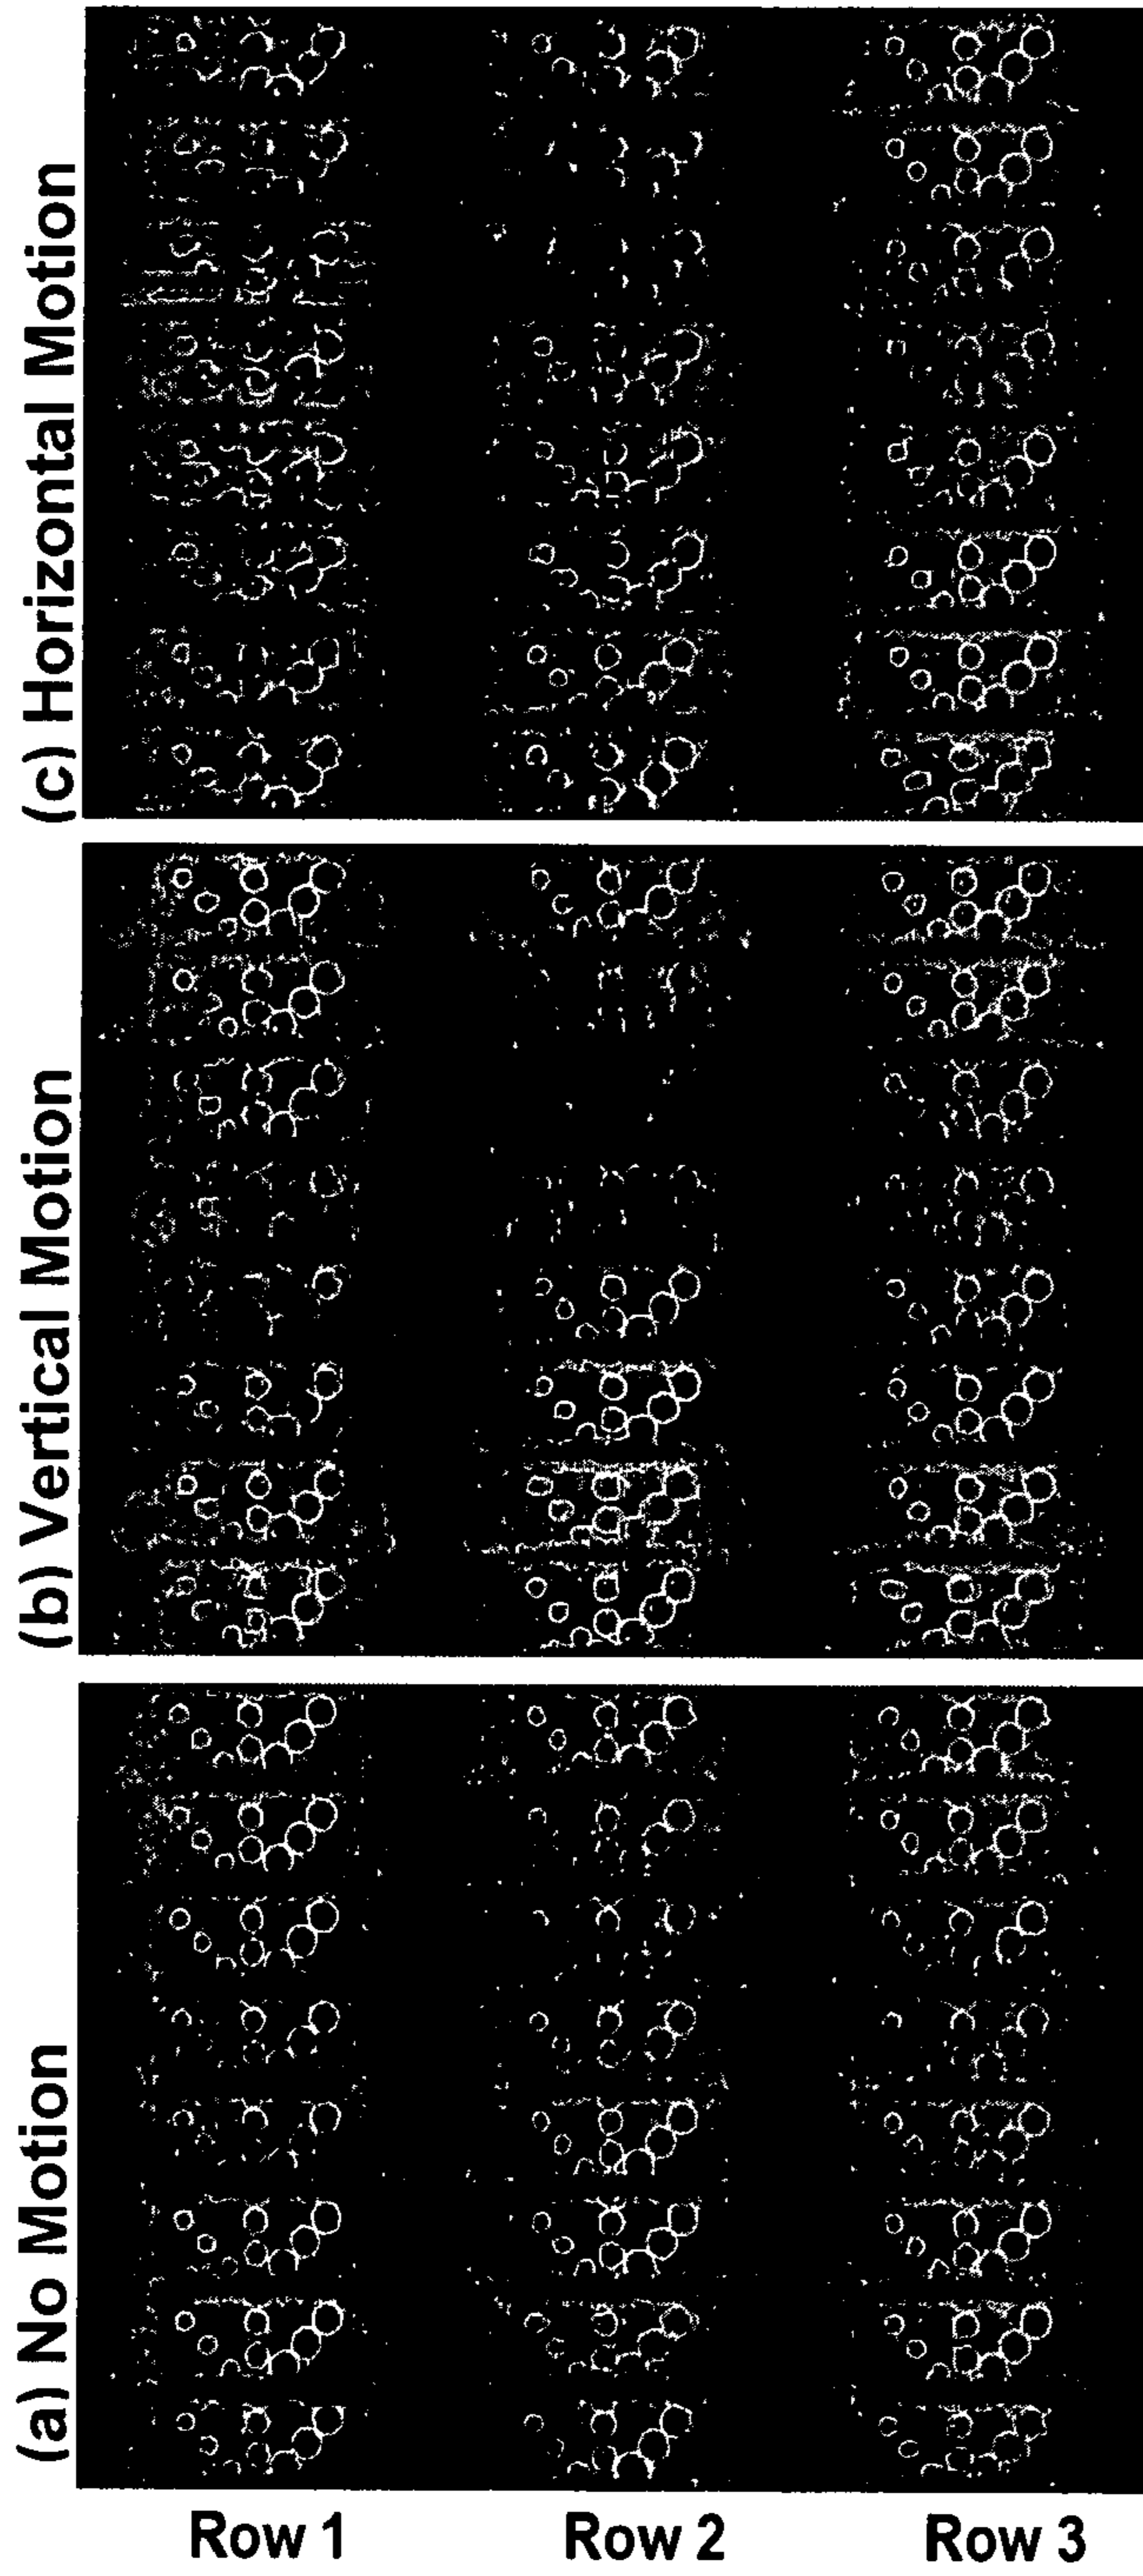 (a) No Motion
(b) Vertical Motion
(c) Horizontal Motion
Row 1
Row 2
Row 3